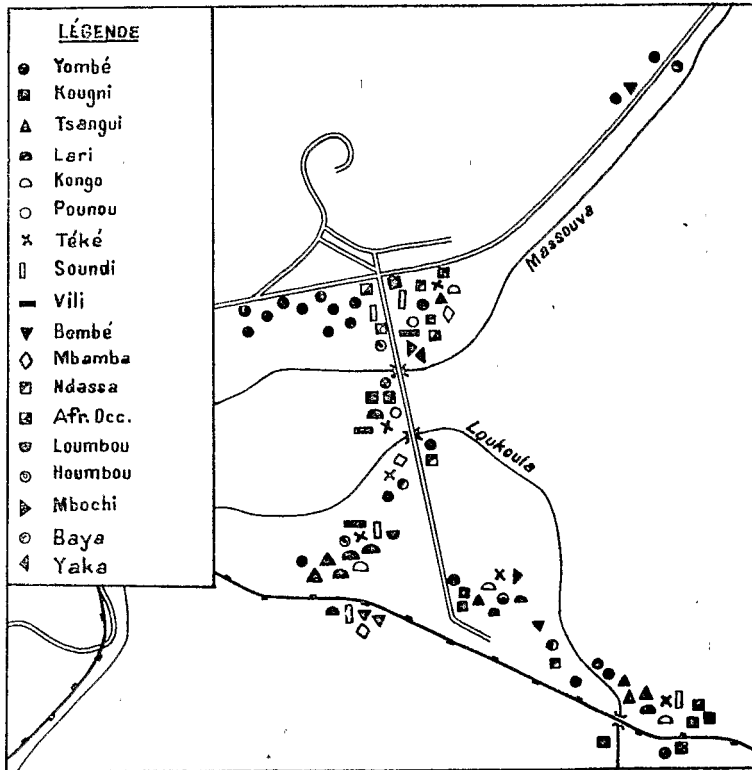 LÉGENDE
Yombé
Kougni
Tsangui
Lari
Kongo
Pounou
Téké
Soundi
Vili
Bembé
Mbamba
Ndassa
Afr. Occ.
Loumbou
Houmbou
Mbochi
Baya
Yaka
Massouva
Loukoula